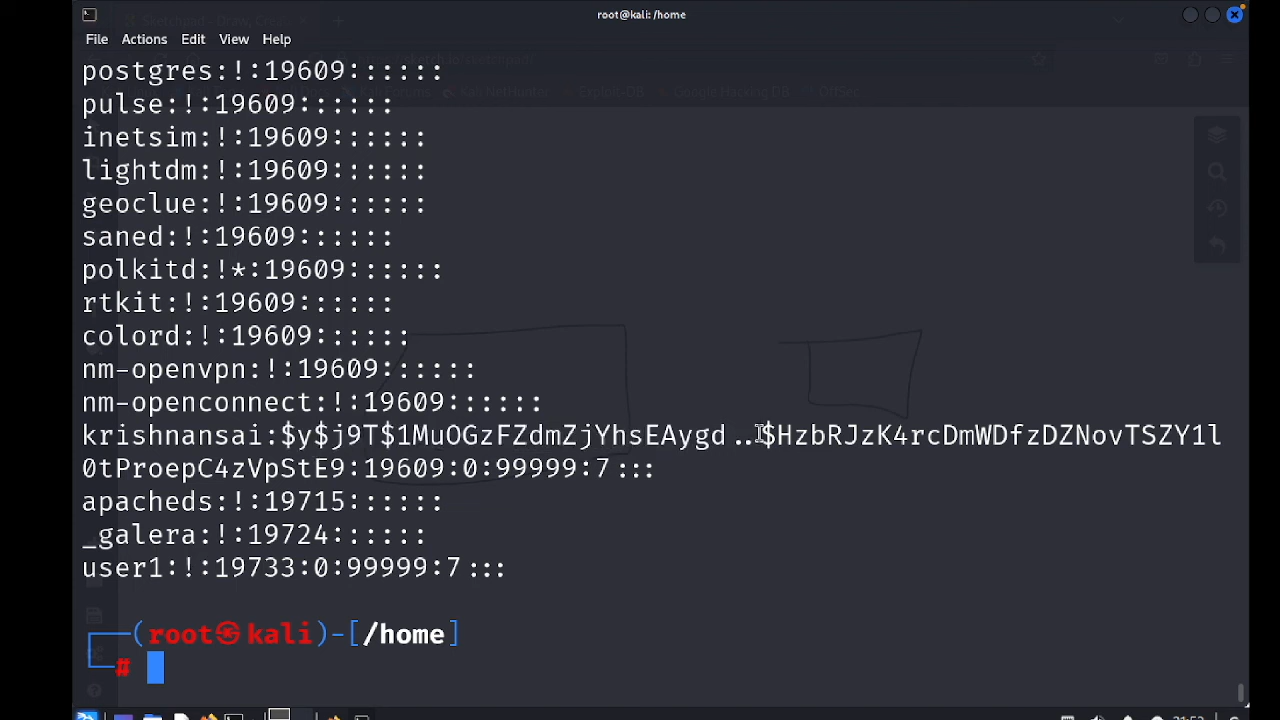 root@kali: /home
File Actions Edit View Help
postgres:!:19609::::::
pulse:!:19609::::::
inetsim:!:19609::::::
lightdm:!:19609::::::
geoclue:!:19609::::::
saned:!:19609::::::
polkitd:!*:19609::::::
rtkit:!:19609::::::
colord:!:19609::::::
nm-openvpn:!:19609::::::
nm-openconnect:!:19609::::::
krishnansai:$y$j9T$1MuOGzFZdmZjYhsEAygd..$HzbRJzK4rcDmWDfzDZNovTSZY1l
0tProepC4zVpStE9:19609:0:99999:7:::
apacheds:!:19715::::::
_galera:!:19724::::::
user1:!:19733:0:99999:7:::
(root㉿kali)-[/home]
#